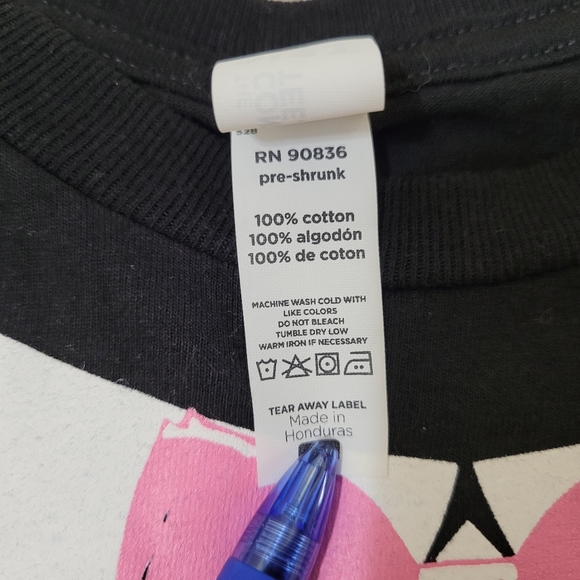 RN 90836
pre-shrunk
100% cotton
100% algodón
100% de coton
MACHINE WASH COLD WITH
LIKE COLORS
DO NOT BLEACH
TUMBLE DRY LOW
WARM IRON IF NECESSARY
TEAR AWAY LABEL
Made in
Honduras